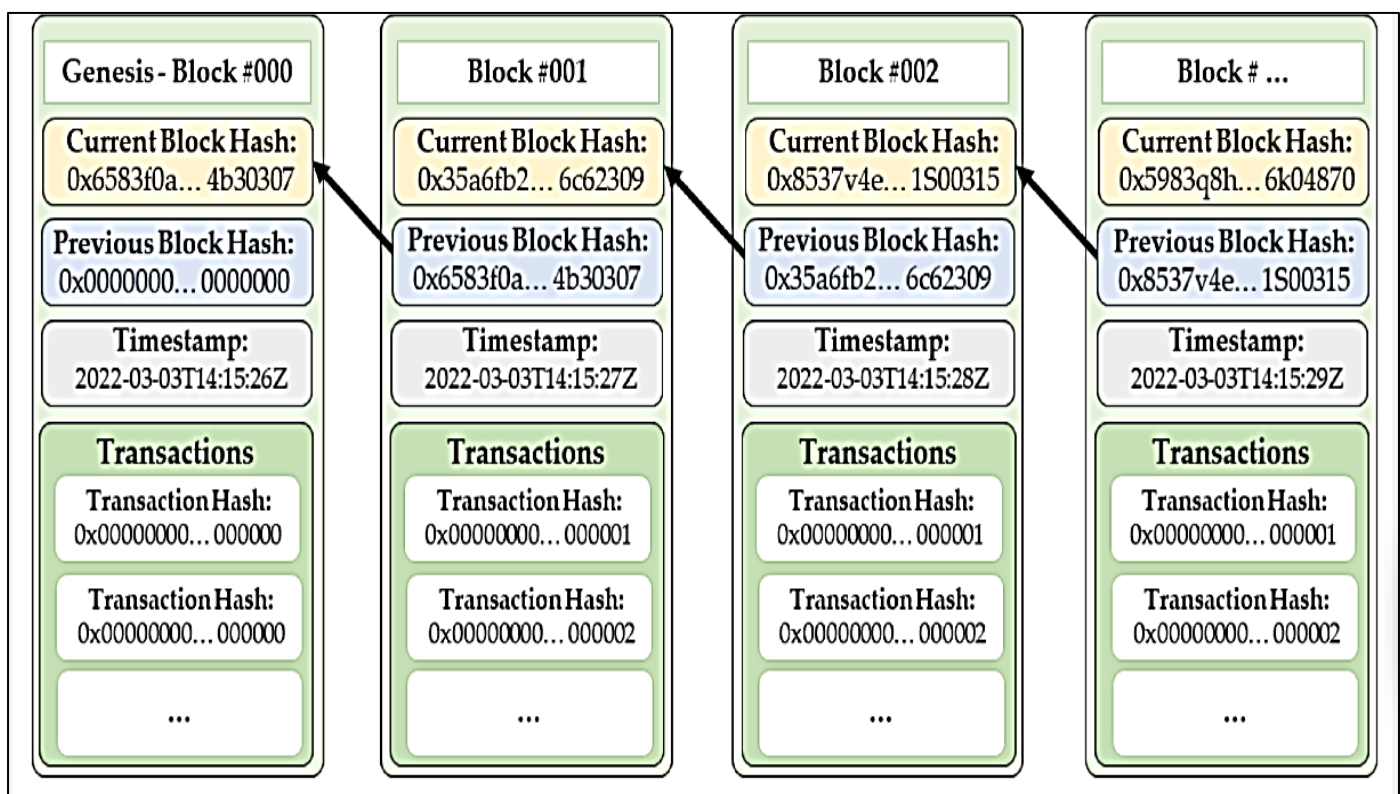 Genesis - Block #000
Current Block Hash:
0x6583f0a... 4b30307
Previous Block Hash:
0x0000000... 0000000
Timestamp:
2022-03-03T14:15:26Z
Transactions
Transaction Hash:
0x00000000... 000000
Transaction Hash:
0x00000000... 000000
...
Block #001
Current Block Hash:
0x35a6fb2... 6c62309
Previous Block Hash:
0x6583f0a... 4b30307
Timestamp:
2022-03-03T14:15:27Z
Transactions
Transaction Hash:
0x00000000... 000001
Transaction Hash:
0x00000000... 000002
...
Block #002
Current Block Hash:
0x8537v4e... 1S00315
Previous Block Hash:
0x35a6fb2... 6c62309
Timestamp:
2022-03-03T14:15:28Z
Transactions
Transaction Hash:
0x00000000... 000001
Transaction Hash:
0x00000000... 000002
...
Block # ...
Current Block Hash:
0x5983q8h... 6k04870
Previous Block Hash:
0x8537v4e... 1S00315
Timestamp:
2022-03-03T14:15:29Z
Transactions
Transaction Hash:
0x00000000... 000001
Transaction Hash:
0x00000000... 000002
...